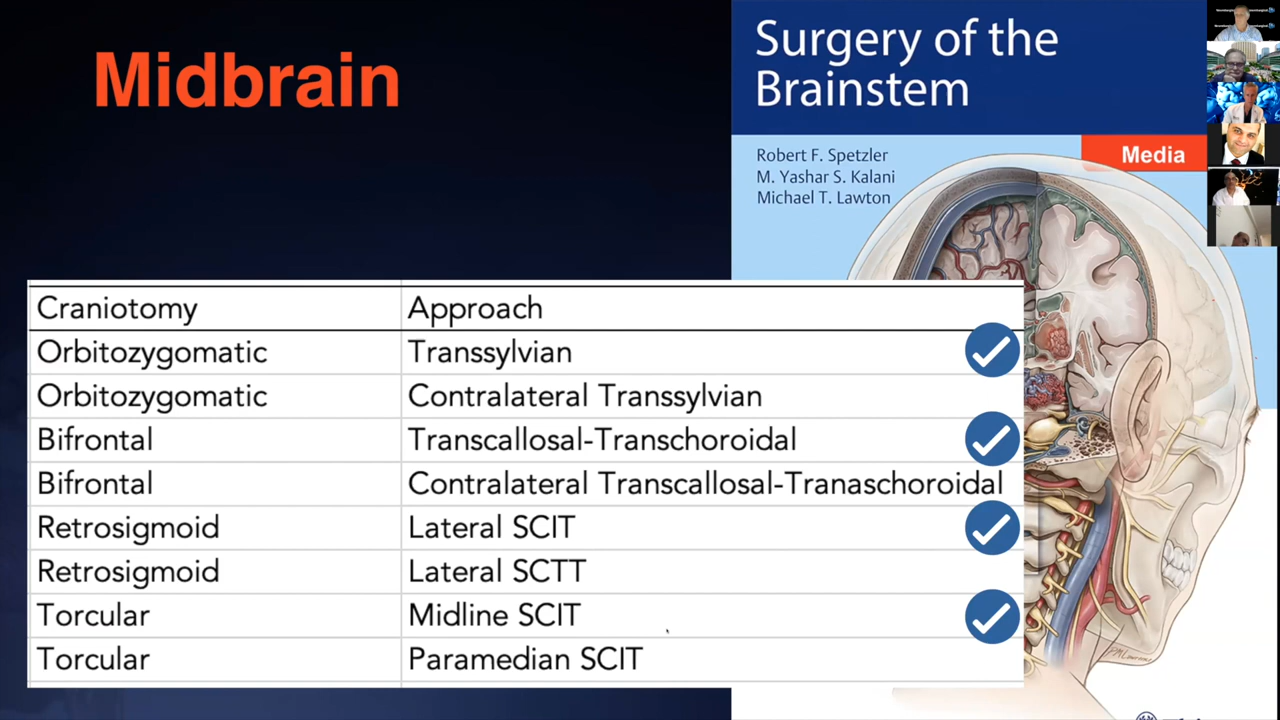 Midbrain
Surgery of the
Brainstem
Robert F. Spetzler
M. Yashar S. Kalani
Michael T. Lawton
Media
Craniotomy Approach
Orbitozygomatic Transsylvian
Orbitozygomatic Contralateral Transsylvian
Bifrontal Transcallosal-Transchoroidal
Bifrontal Contralateral Transcallosal-Tranaschoroidal
Retrosigmoid Lateral SCIT
Retrosigmoid Lateral SCTT
Torcular Midline SCIT
Torcular Paramedian SCIT